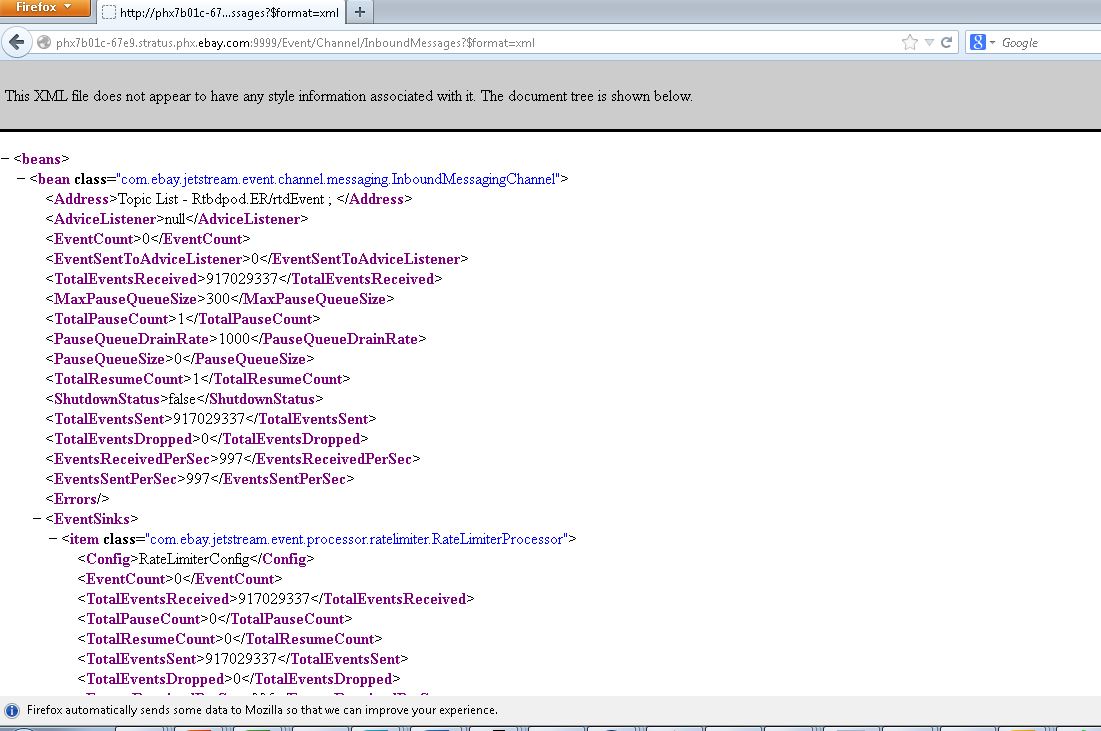 Firefox
http://phx7b01c-67...ssages?$format=xml
phx7b01c-67e9.stratus.phx.ebay.com:9999/Event/Channel/InboundMessages?$format=xml
8
Google
This XML file does not appear to have any style information associated with it. The document tree is shown below.
− <beans>
− <bean class="com.ebay.jetstream.event.channel.messaging.InboundMessagingChannel">
<Address>Topic List - Rtbdpod.ER/rtdEvent ; </Address>
<AdviceListener>null</AdviceListener>
<EventCount>0</EventCount>
<EventSentToAdviceListener>0</EventSentToAdviceListener>
<TotalEventsReceived>917029337</TotalEventsReceived>
<MaxPauseQueueSize>300</MaxPauseQueueSize>
<TotalPauseCount>1</TotalPauseCount>
<PauseQueueDrainRate>1000</PauseQueueDrainRate>
<PauseQueueSize>0</PauseQueueSize>
<TotalResumeCount>1</TotalResumeCount>
<ShutdownStatus>false</ShutdownStatus>
<TotalEventsSent>917029337</TotalEventsSent>
<TotalEventsDropped>0</TotalEventsDropped>
<EventsReceivedPerSec>997</EventsReceivedPerSec>
<EventsSentPerSec>997</EventsSentPerSec>
<Errors/>
− <EventSinks>
− <item class="com.ebay.jetstream.event.processor.ratelimiter.RateLimiterProcessor">
<Config>RateLimiterConfig</Config>
<EventCount>0</EventCount>
<TotalEventsReceived>917029337</TotalEventsReceived>
<TotalPauseCount>0</TotalPauseCount>
<TotalResumeCount>0</TotalResumeCount>
<TotalEventsSent>917029337</TotalEventsSent>
<TotalEventsDropped>0</TotalEventsDropped>
Firefox automatically sends some data to Mozilla so that we can improve your experience.